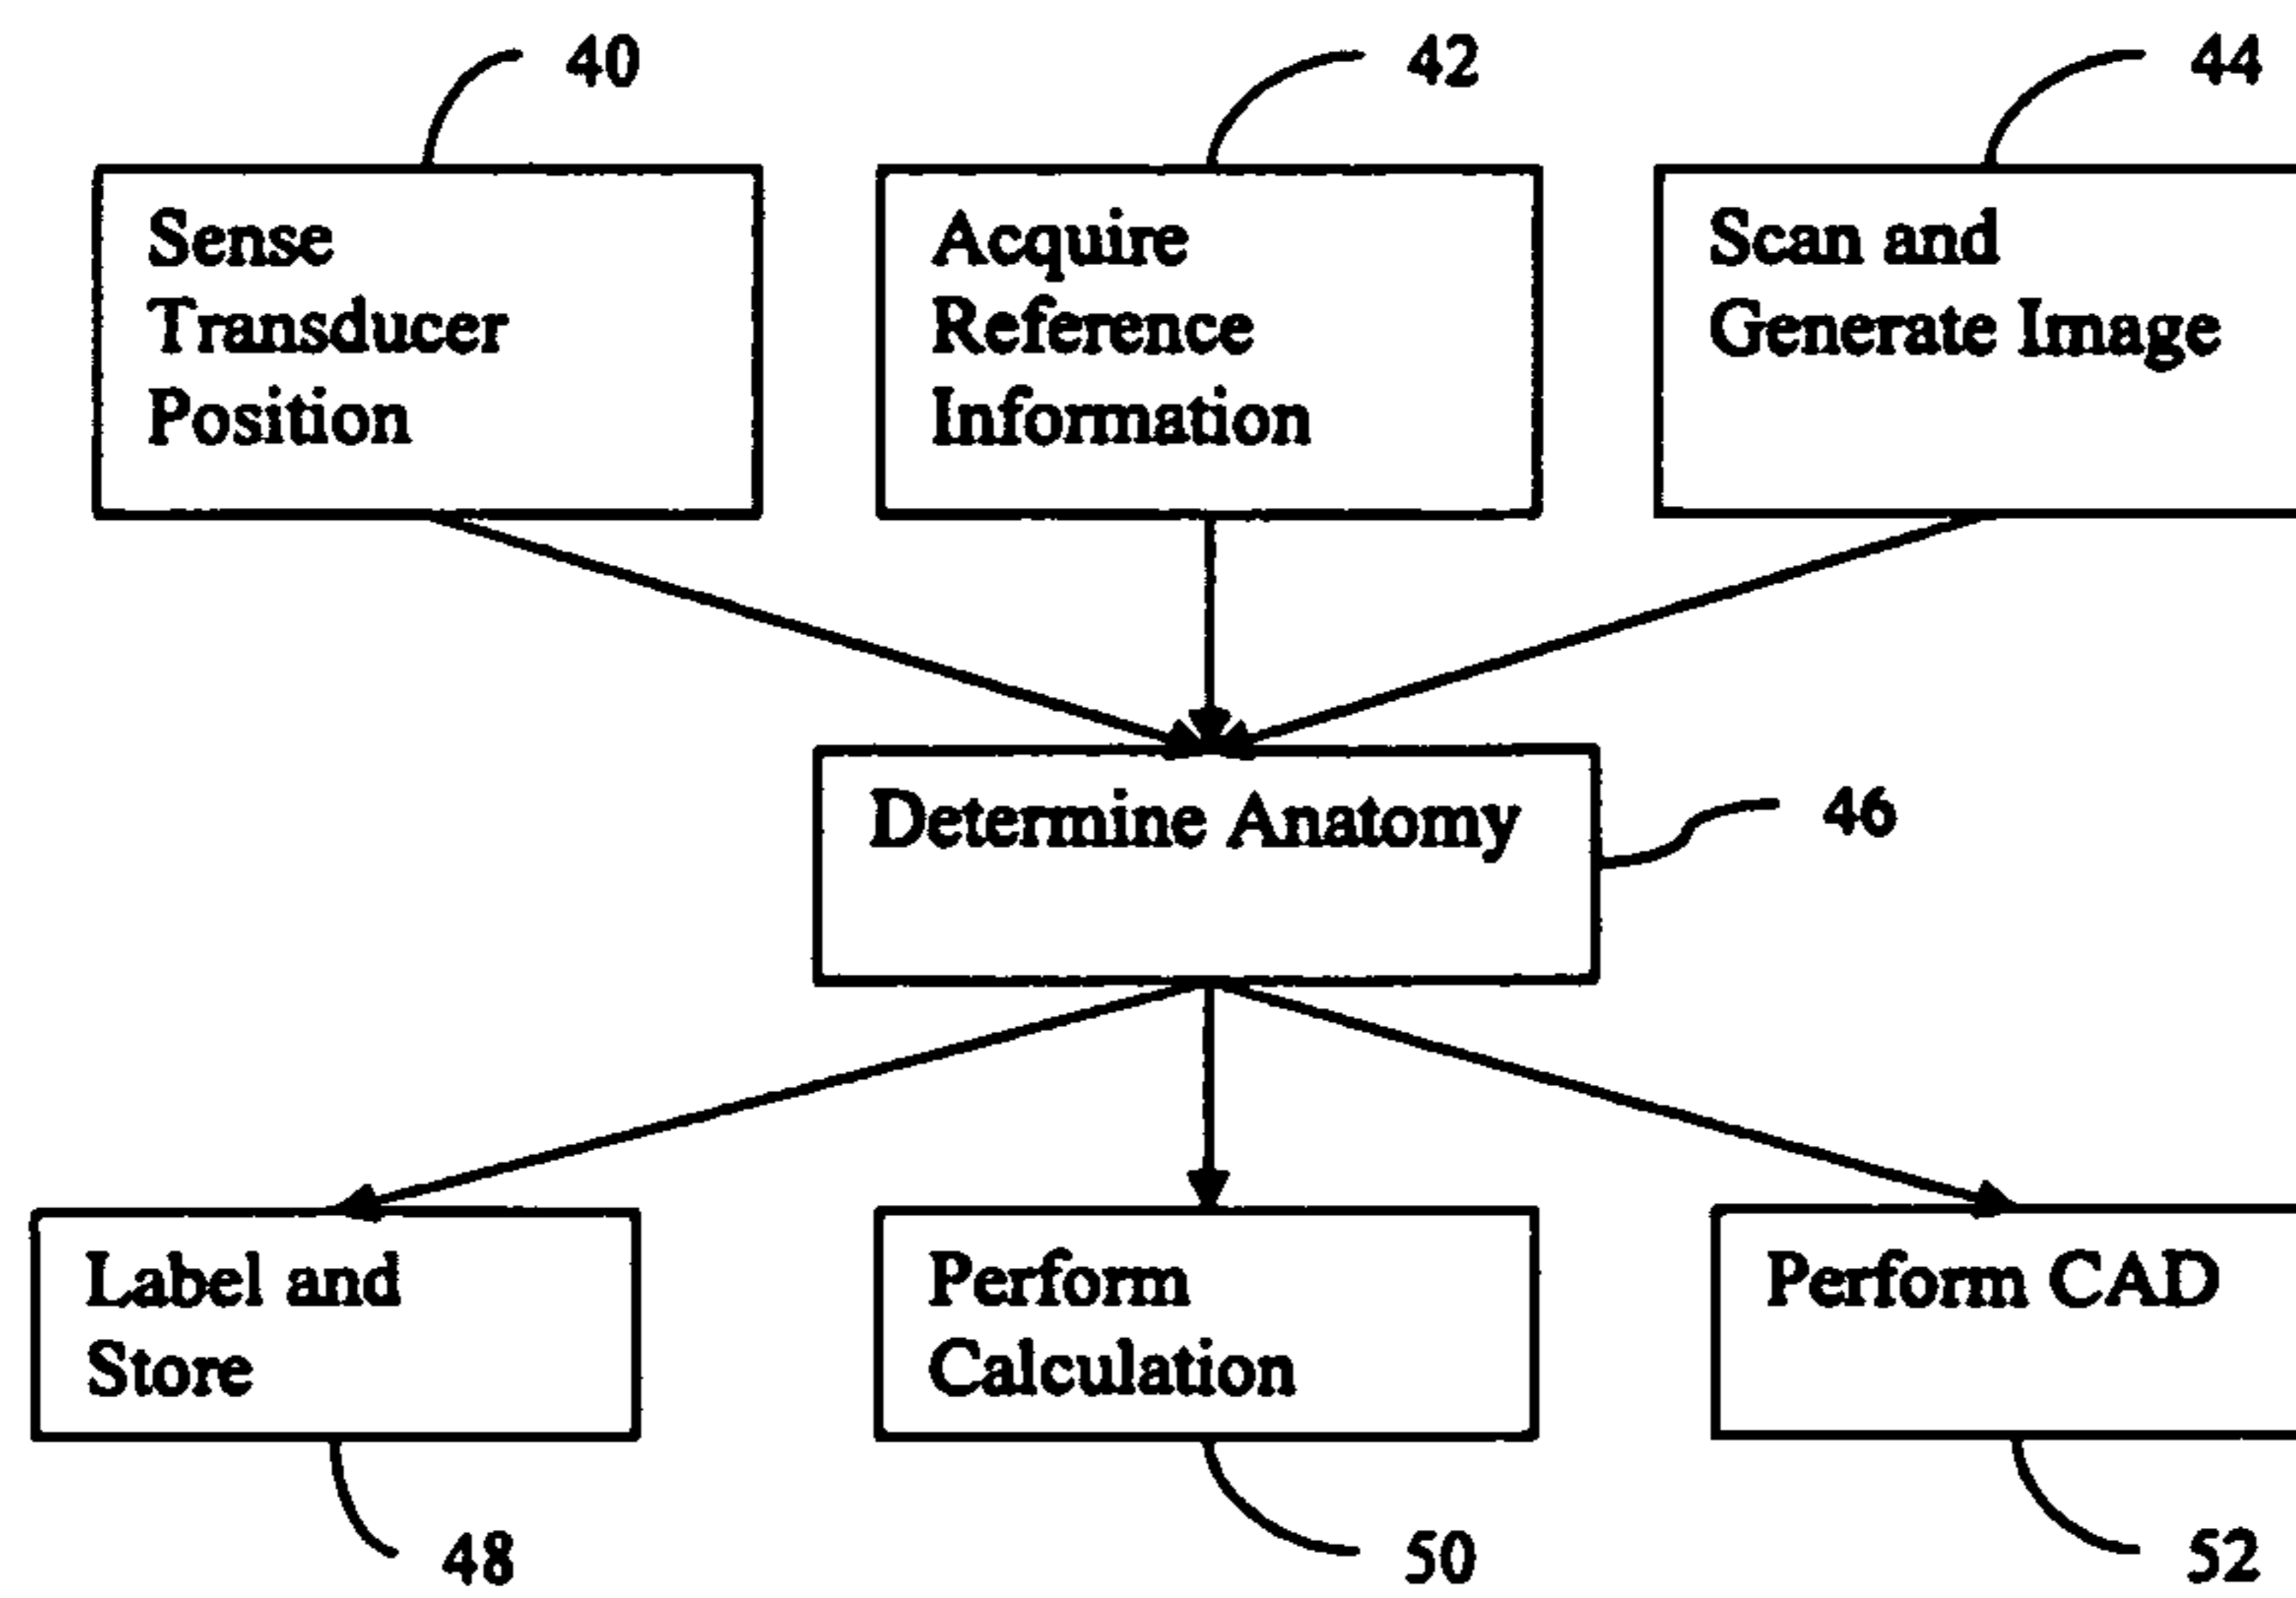 40
42
44
Sense
Transducer
Position
Acquire
Reference
Information
Scan and
Generate Image
Determine Anatomy
46
Label and
Store
Perform
Calculation
Perform CAD
48
50
52